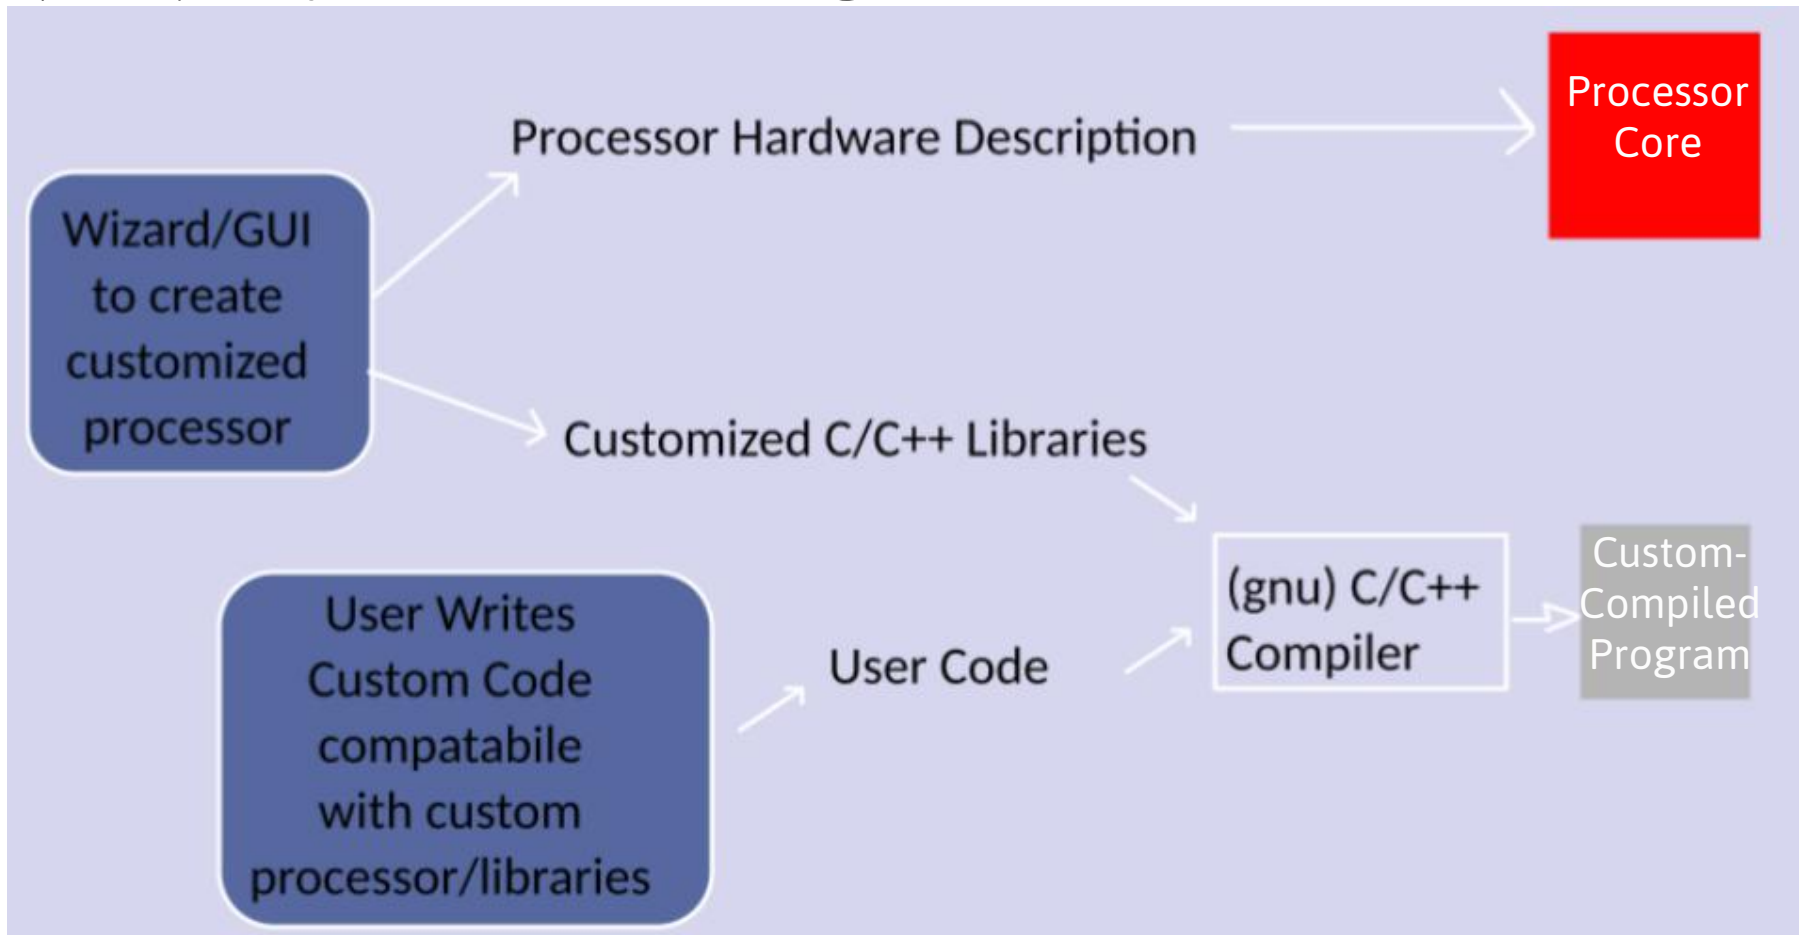 Processor
Core
Processor Hardware Description
Wizard/GUI
to create
customized
processor
Customized C/C++ Libraries
(gnu) C/C++
Compiler
Custom-
Compiled
Program
User Writes
Custom Code
compatabile
with custom
processor/libraries
User Code